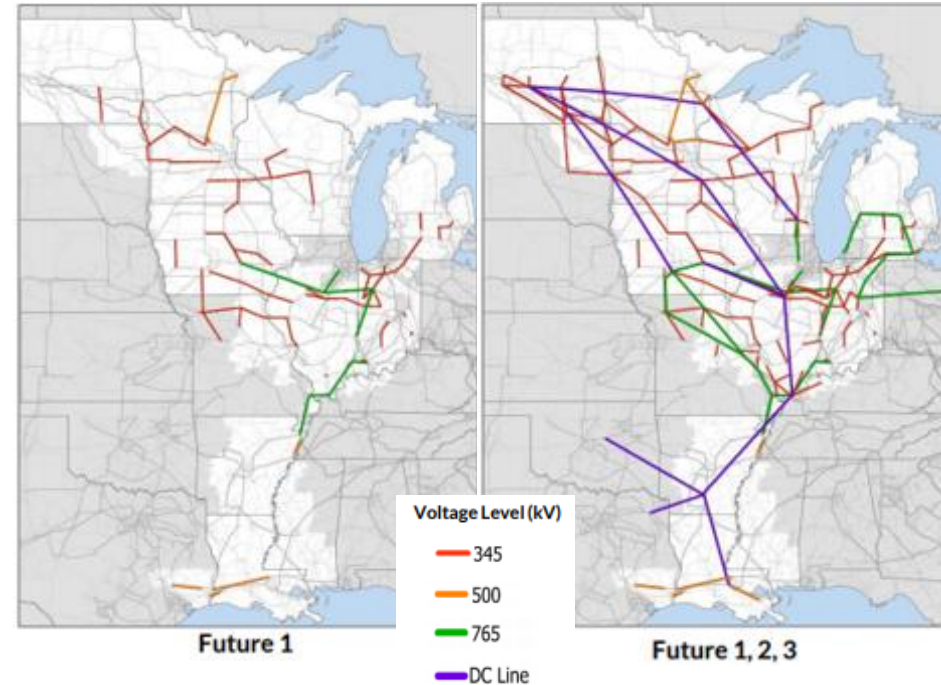 Voltage Level (kV)
345
500
765
DC Line
Future 1
Future 1, 2, 3